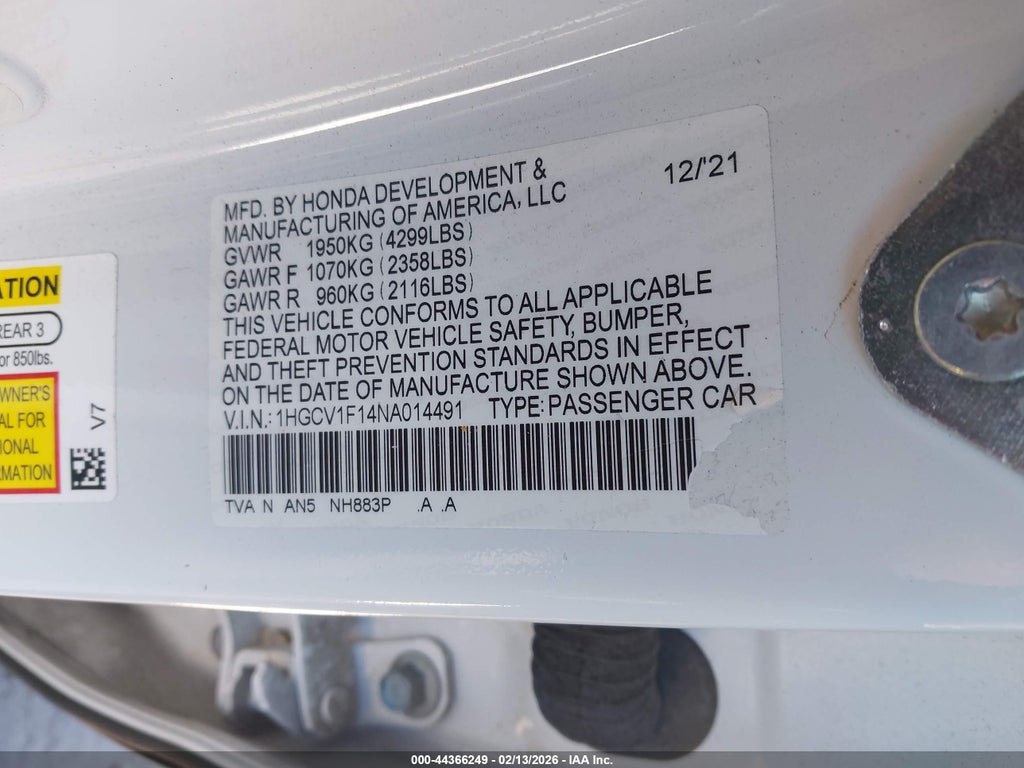 MFD. BY HONDA DEVELOPMENT &
MANUFACTURING OF AMERICA, LLC
12/'21
GVWR 1950KG (4299LBS)
GAWR F 1070KG (2358LBS)
GAWR R 960KG (2116LBS)
THIS VEHICLE CONFORMS TO ALL APPLICABLE
FEDERAL MOTOR VEHICLE SAFETY, BUMPER,
AND THEFT PREVENTION STANDARDS IN EFFECT
ON THE DATE OF MANUFACTURE SHOWN ABOVE.
V.I.N.: 1HGCV1F14NA014491 TYPE: PASSENGER CAR
TVA N AN5 NH883P .A .A
ATION
REAR 3
or 850lbs.
WNER'S
AL FOR
IONAL
MATION
V7
000-44366249 - 02/13/2026 - IAA Inc.